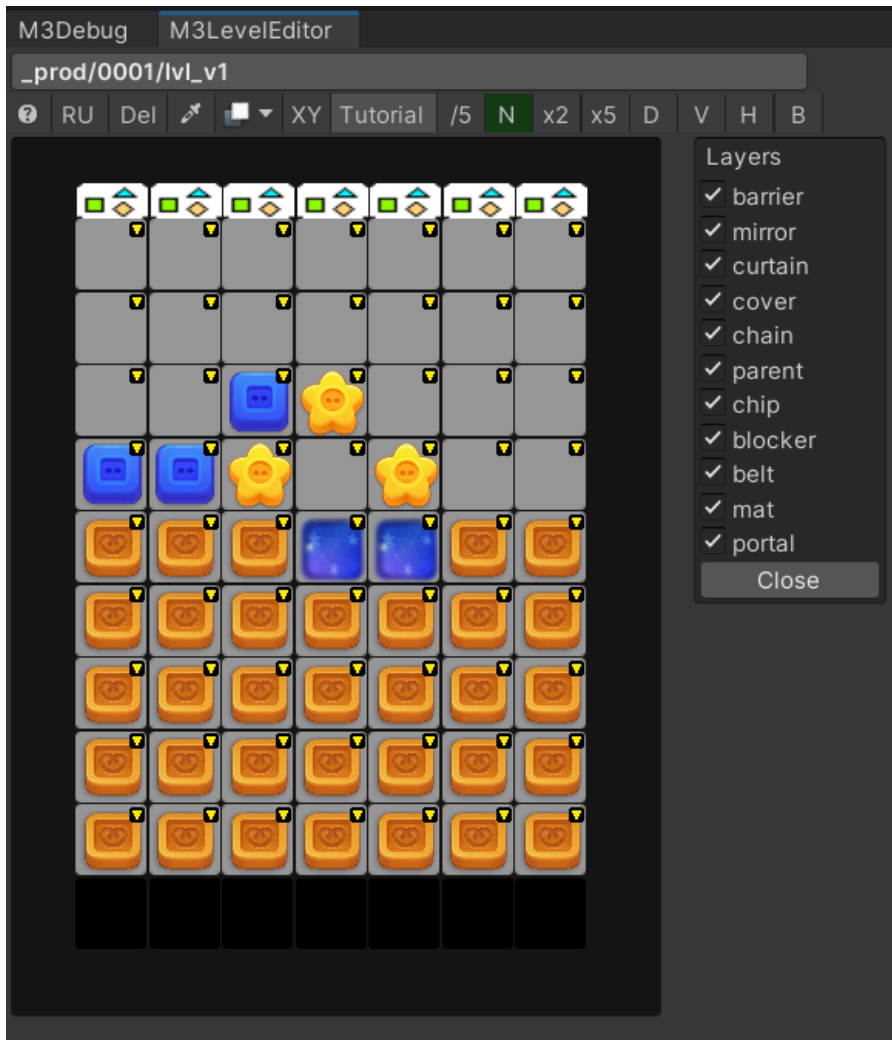 M3Debug M3LevelEditor
_prod/0001/lvl_v1
? RU Del XY Tutorial /5 N x2 x5 D V H B
Layers
barrier
mirror
curtain
cover
chain
parent
chip
blocker
belt
mat
portal
Close